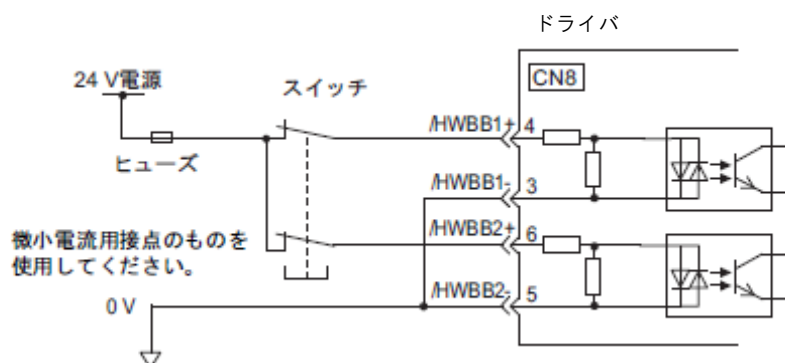 ドライバ
24 V電源
スイッチ
CN8
/HWBB1+ 4
ヒューズ
/HWBB1- 3
/HWBB2+ 6
微小電流用接点のものを
使用してください。
/HWBB2- 5
0 V